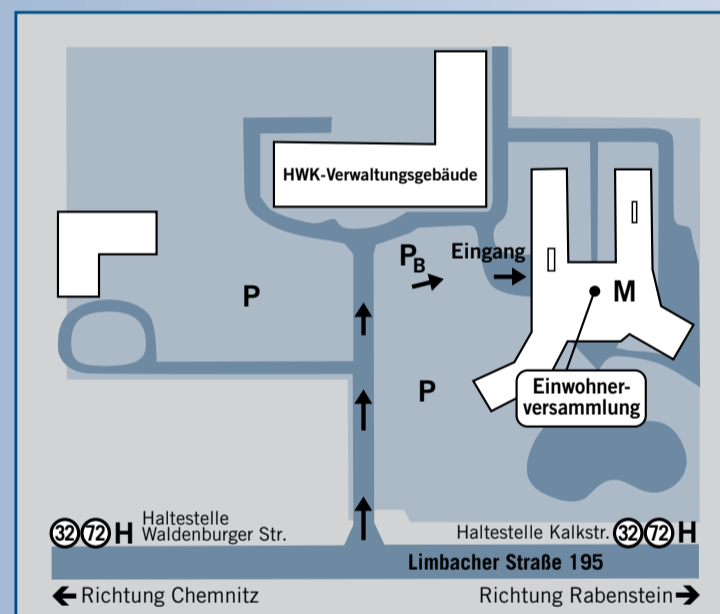 HWK-Verwaltungsgebäude
P
B
Eingang
P
M
P
Einwohner-
versammlung
32 72 H Haltestelle
Waldenburger Str.
Haltestelle Kalkstr. 32 72 H
Limbacher Straße 195
Richtung Chemnitz
Richtung Rabenstein